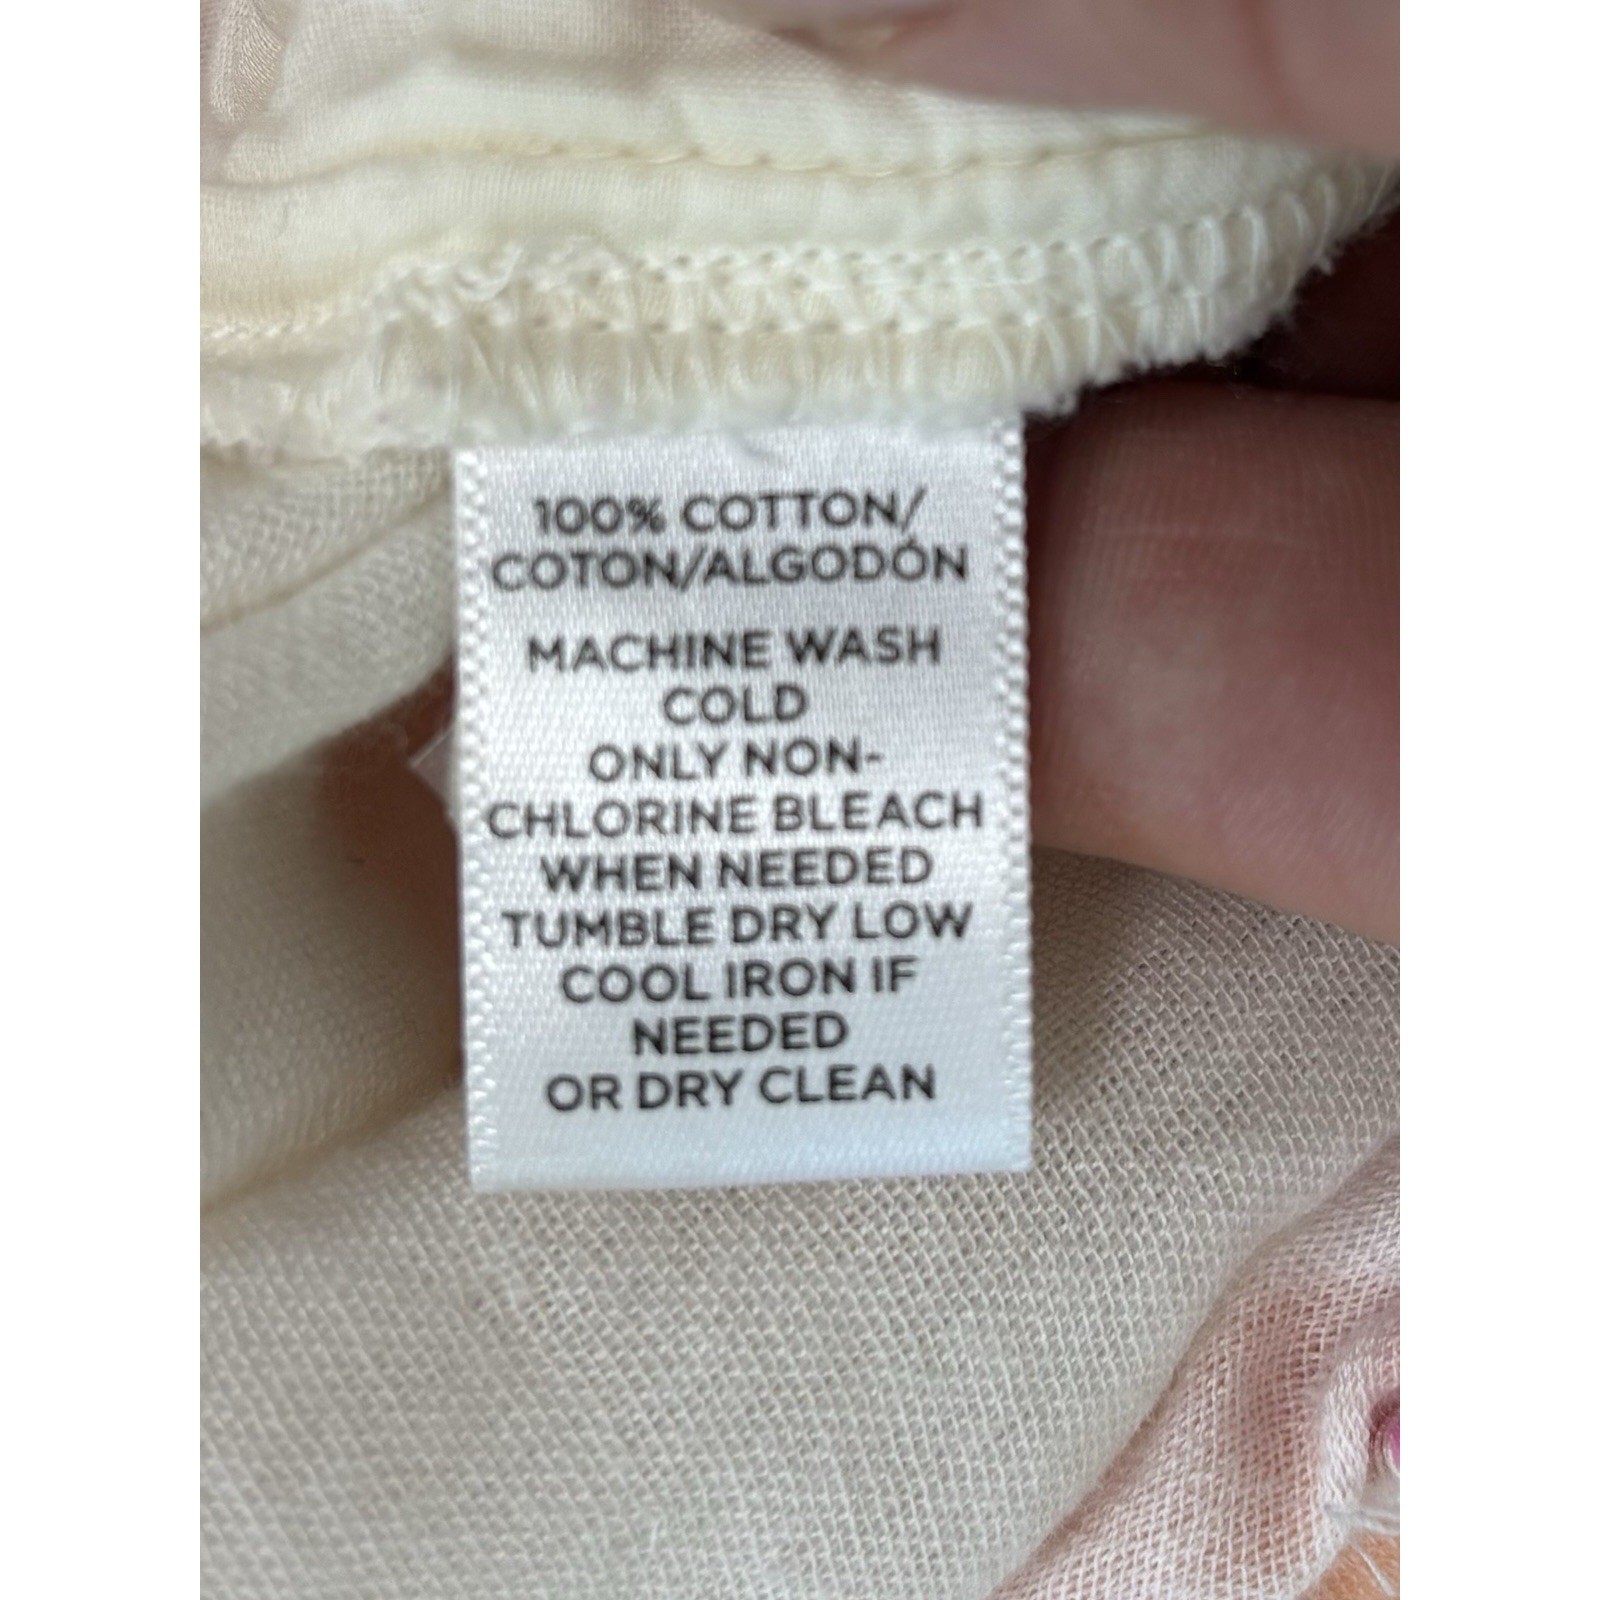 100% COTTON/
COTON/ALGODÓN
MACHINE WASH
COLD
ONLY NON-
CHLORINE BLEACH
WHEN NEEDED
TUMBLE DRY LOW
COOL IRON IF
NEEDED
OR DRY CLEAN